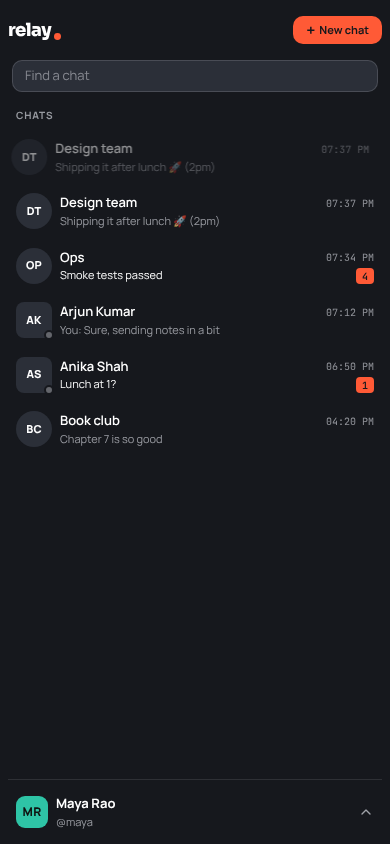 relay.
+ New chat
Find a chat
CHATS
DT Design team 07:37 PM
Shipping it after lunch 🚀 (2pm)
DT Design team 07:37 PM
Shipping it after lunch 🚀 (2pm)
OP Ops 07:34 PM
Smoke tests passed 4
AK Arjun Kumar 07:12 PM
You: Sure, sending notes in a bit
AS Anika Shah 06:50 PM
Lunch at 1? 1
BC Book club 04:20 PM
Chapter 7 is so good
MR Maya Rao
@maya